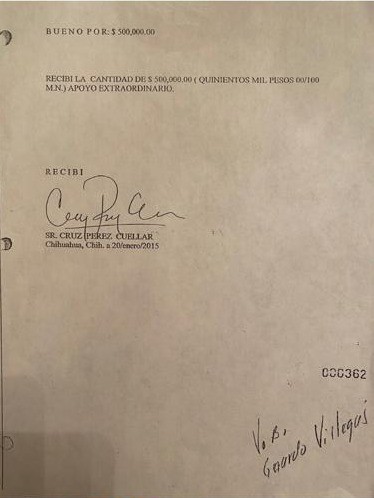 BUENO POR: $ 500,000.00
RECIBI LA CANTIDAD DE $ 500,000.00 ( QUINIENTOS MIL PESOS 00/100
M.N.) APOYO EXTRAORDINARIO.
RECIBI
SR. CRUZ PEREZ CUELLAR
Chihuahua, Chih. a 20/enero/2015
000362
Vo. B.
Gerardo Villegas